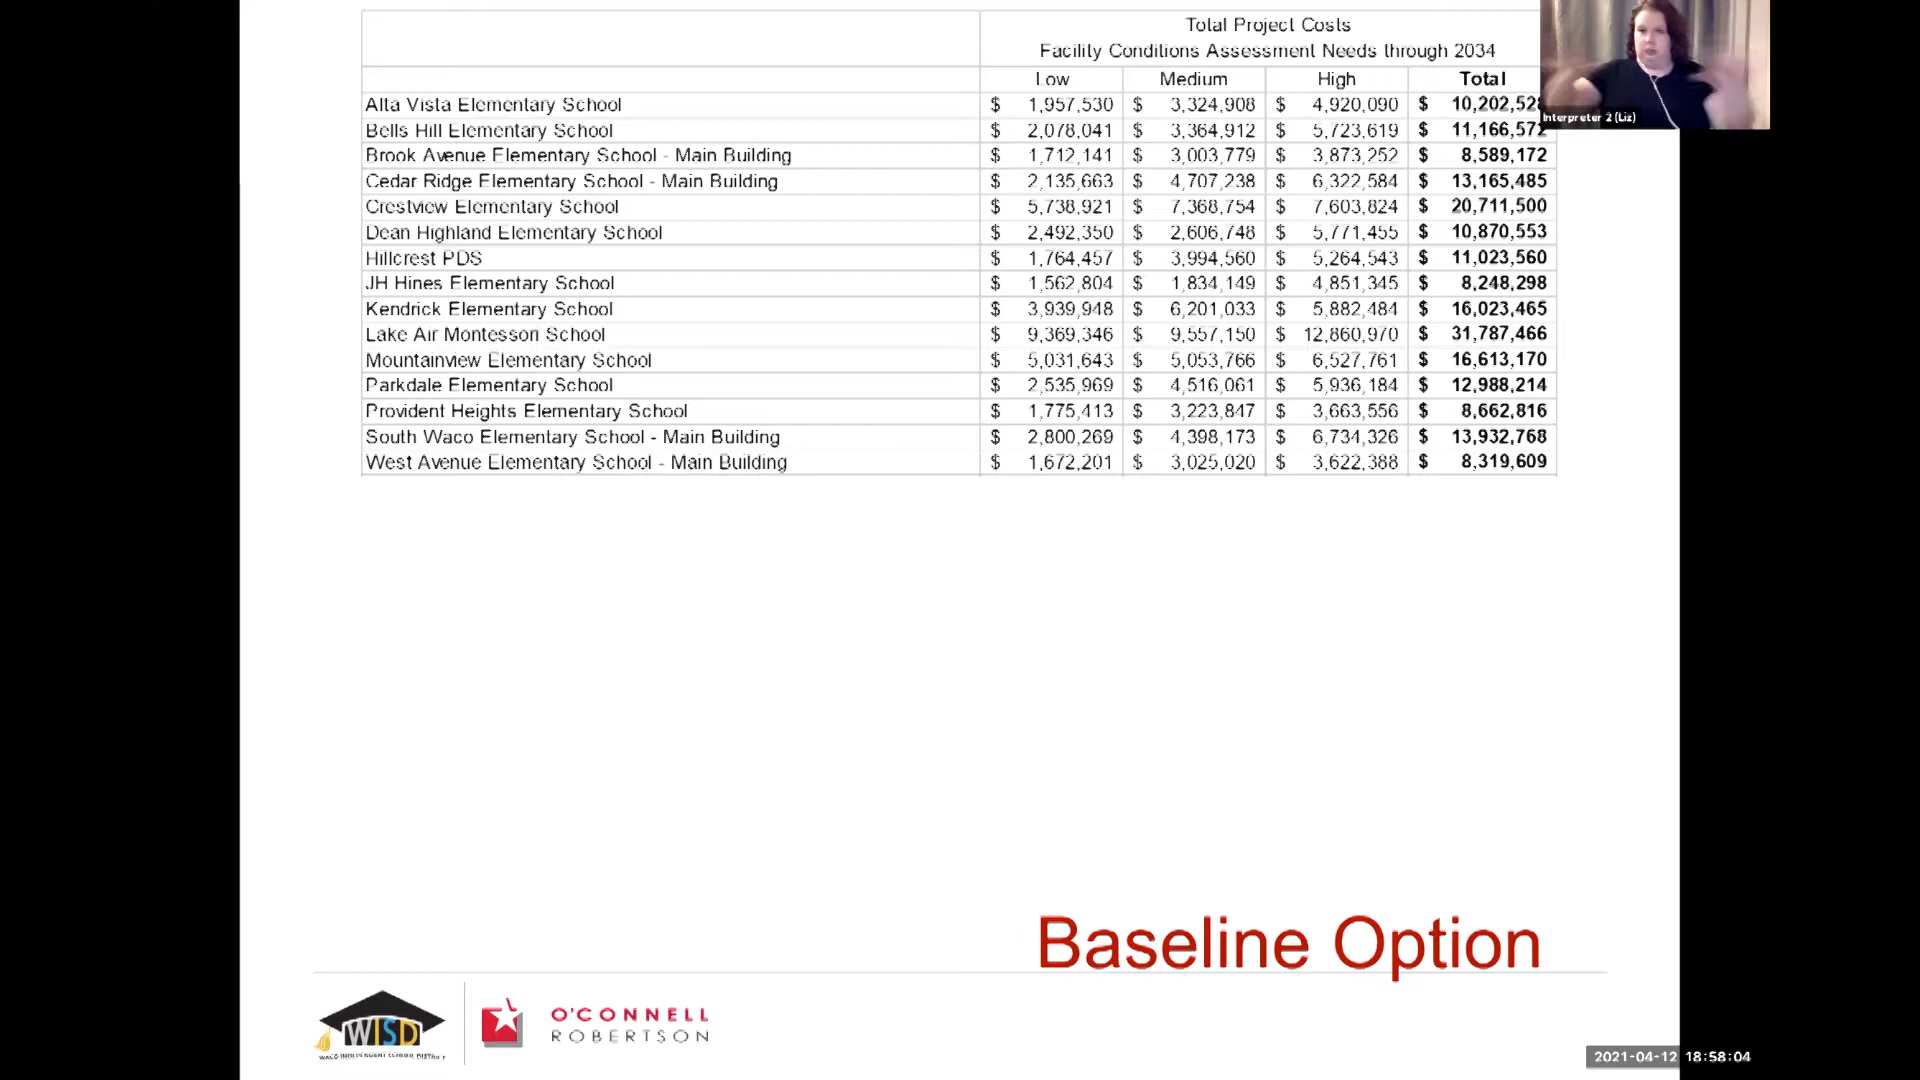 Total Project Costs
Facility Conditions Assessment Needs through 2034
Low Medium High Total
Alta Vista Elementary School $ 1,957,530 $ 3,324,908 $ 4,920,090 $ 10,202,528
Bells Hill Elementary School $ 2,078,041 $ 3,364,912 $ 5,723,619 $ 11,166,572
Brook Avenue Elementary School - Main Building $ 1,712,141 $ 3,003,779 $ 3,873,252 $ 8,589,172
Cedar Ridge Elementary School - Main Building $ 2,135,663 $ 4,707,238 $ 6,322,584 $ 13,165,485
Crestview Elementary School $ 5,738,921 $ 7,368,754 $ 7,603,824 $ 20,711,500
Dean Highland Elementary School $ 2,492,350 $ 2,606,748 $ 5,771,455 $ 10,870,553
Hillcrest PDS $ 1,764,457 $ 3,994,560 $ 5,264,543 $ 11,023,560
JH Hines Elementary School $ 1,562,804 $ 1,834,149 $ 4,851,345 $ 8,248,298
Kendrick Elementary School $ 3,939,948 $ 6,201,033 $ 5,882,484 $ 16,023,465
Lake Air Montessori School $ 9,369,346 $ 9,557,150 $ 12,860,970 $ 31,787,466
Mountainview Elementary School $ 5,031,643 $ 5,053,766 $ 6,527,761 $ 16,613,170
Parkdale Elementary School $ 2,535,969 $ 4,516,061 $ 5,936,184 $ 12,988,214
Provident Heights Elementary School $ 1,775,413 $ 3,223,847 $ 3,663,556 $ 8,662,816
South Waco Elementary School - Main Building $ 2,800,269 $ 4,398,173 $ 6,734,326 $ 13,932,768
West Avenue Elementary School - Main Building $ 1,672,201 $ 3,025,020 $ 3,622,388 $ 8,319,609
Interpreter 2 (Liz)
Baseline Option
WISD
WACO INDEPENDENT SCHOOL DISTRICT
O'CONNELL
ROBERTSON
2021-04-12 18:58:04